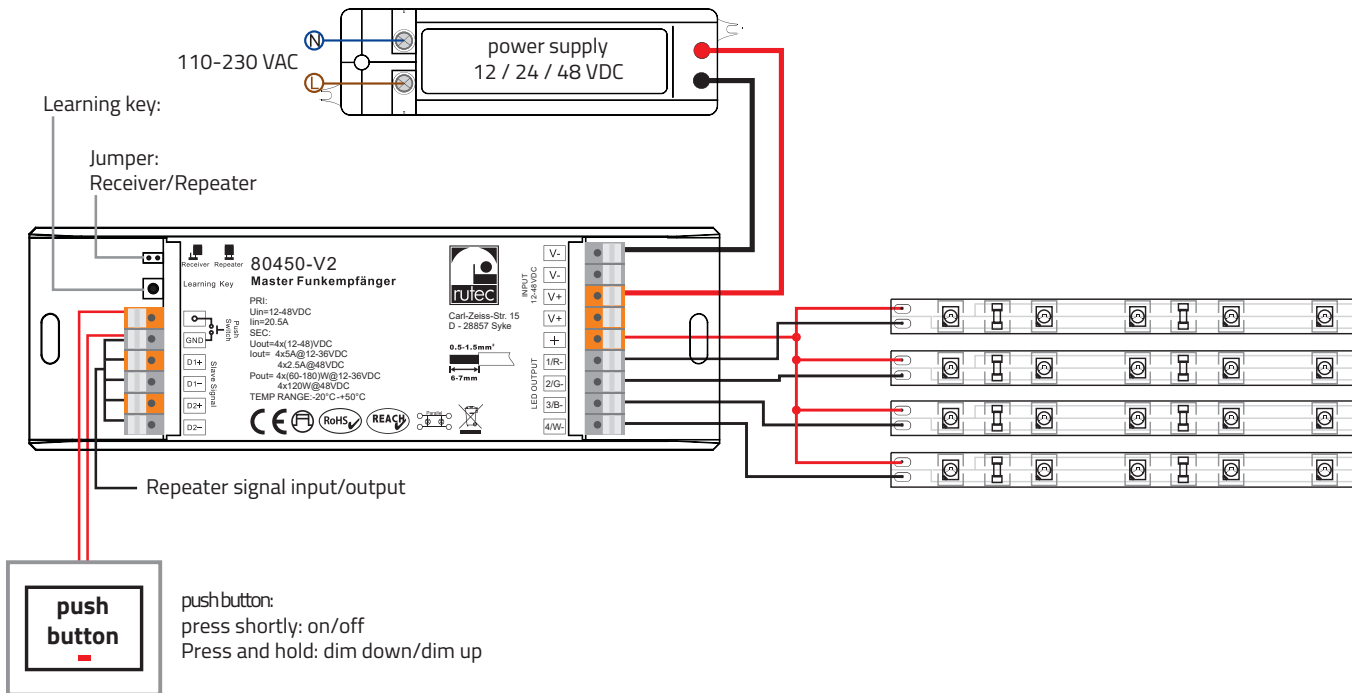 N
110-230 VAC
L
power supply
12 / 24 / 48 VDC
Learning key:
Jumper:
Receiver/Repeater
Receiver Repeater
Learning Key
80450-V2
Master Funkempfänger
PRI:
Uin=12-48VDC
Iin=20.5A
SEC:
Uout=4x(12-48)VDC
Iout= 4x5A@12-36VDC
4x2.5A@48VDC
Pout= 4x(60-180)W@12-36VDC
4x120W@48VDC
TEMP RANGE:-20°C-+50°C
CE
RoHS
REACH
Parallel
Push
Switch
GND
Slave Signal
D1+
D1-
D2+
D2-
rutec
Carl-Zeiss-Str. 15
D - 28857 Syke
0.5-1.5mm²
6-7mm
INPUT
12-48VDC
V-
V-
V+
V+
+
LED OUTPUT
1/R-
2/G-
3/B-
4/W-
Repeater signal input/output
push
button
push button:
press shortly: on/off
Press and hold: dim down/dim up